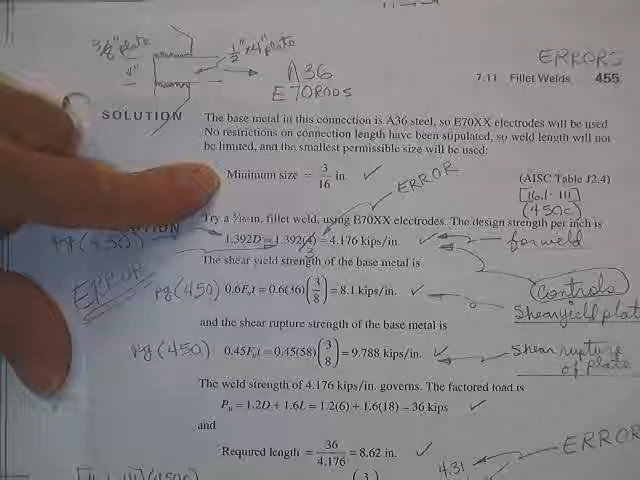 3/8" plate
1/2" x 4" plate
4"
A36
E70RODS
ERRORS
7.11 Fillet Welds 455
SOLUTION
The base metal in this connection is A36 steel, so E70XX electrodes will be used
No restrictions on connection length have been stipulated, so weld length will not
be limited, and the smallest permissible size will be used:
Minimum size = 3/16 in. ✓
(AISC Table J2.4)
[16.1-111]
(450c)
ERROR
Try a 3/16-in. fillet weld, using E70XX electrodes. The design strength per inch is
pg(450)
1.392D = 1.392() = 4.176 kips/in. ✓
for weld
ERROR
The shear yield strength of the base metal is
Controls
pg(450) 0.6Fyt = 0.6(36)(3/8) = 8.1 kips/in. ✓
Shear yield plate
and the shear rupture strength of the base metal is
pg(450) 0.45Fut = 0.45(58)(3/8) = 9.788 kips/in. ✓
Shear rupture
of plate
The weld strength of 4.176 kips/in. governs. The factored load is
Pu = 1.2D + 1.6L = 1.2(6) + 1.6(18) = 36 kips ✓
and
Required length = 36/4.176 = 8.62 in. ✓
ERROR
4.31